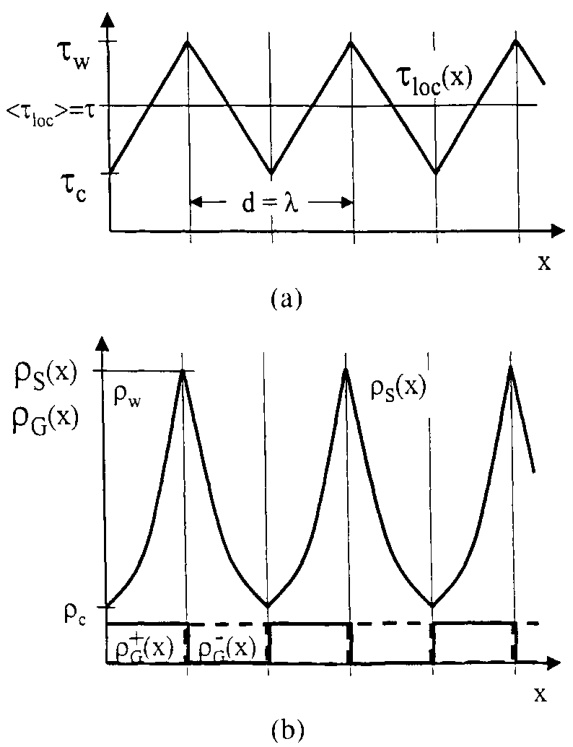 τw
τloc(x)
<τloc>=τ
τc
d = λ
x
(a)
ρS(x)
ρw
ρS(x)
ρG(x)
ρc
ρG+(x)
ρG-(x)
x
(b)